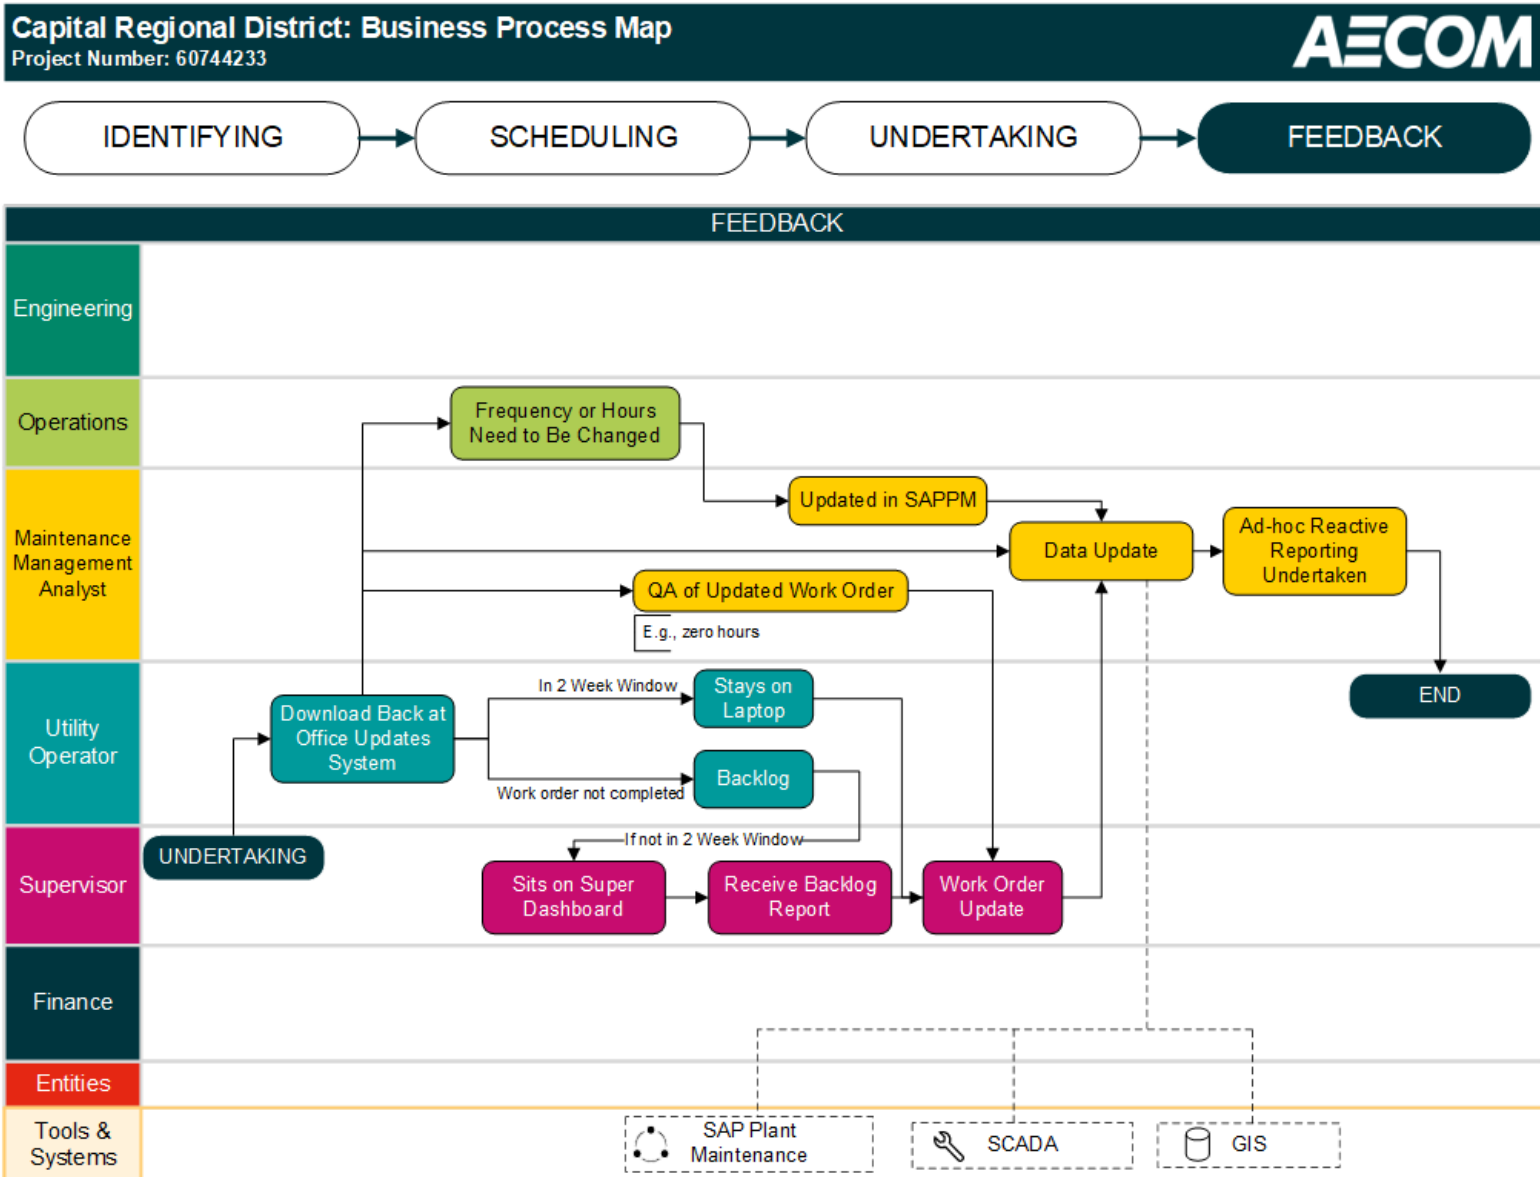 Capital Regional District: Business Process Map
Project Number: 60744233
AECOM
IDENTIFYING
SCHEDULING
UNDERTAKING
FEEDBACK
FEEDBACK
Engineering
Operations
Frequency or Hours
Need to Be Changed
Maintenance
Management
Analyst
Updated in SAPPM
Data Update
Ad-hoc Reactive
Reporting
Undertaken
QA of Updated Work Order
E.g., zero hours
Utility
Operator
Download Back at
Office Updates
System
In 2 Week Window
Stays on
Laptop
Work order not completed
Backlog
END
Supervisor
UNDERTAKING
If not in 2 Week Window
Sits on Super
Dashboard
Receive Backlog
Report
Work Order
Update
Finance
Entities
Tools &
Systems
SAP Plant
Maintenance
SCADA
GIS